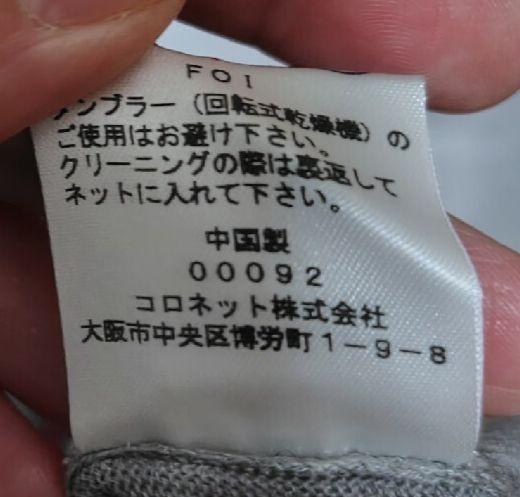 FOI
タンブラー（回転式乾燥機）の
ご使用はお避け下さい。
クリーニングの際は裏返して
ネットに入れて下さい。
中国製
00092
コロネット株式会社
大阪市中央区博労町1-9-8